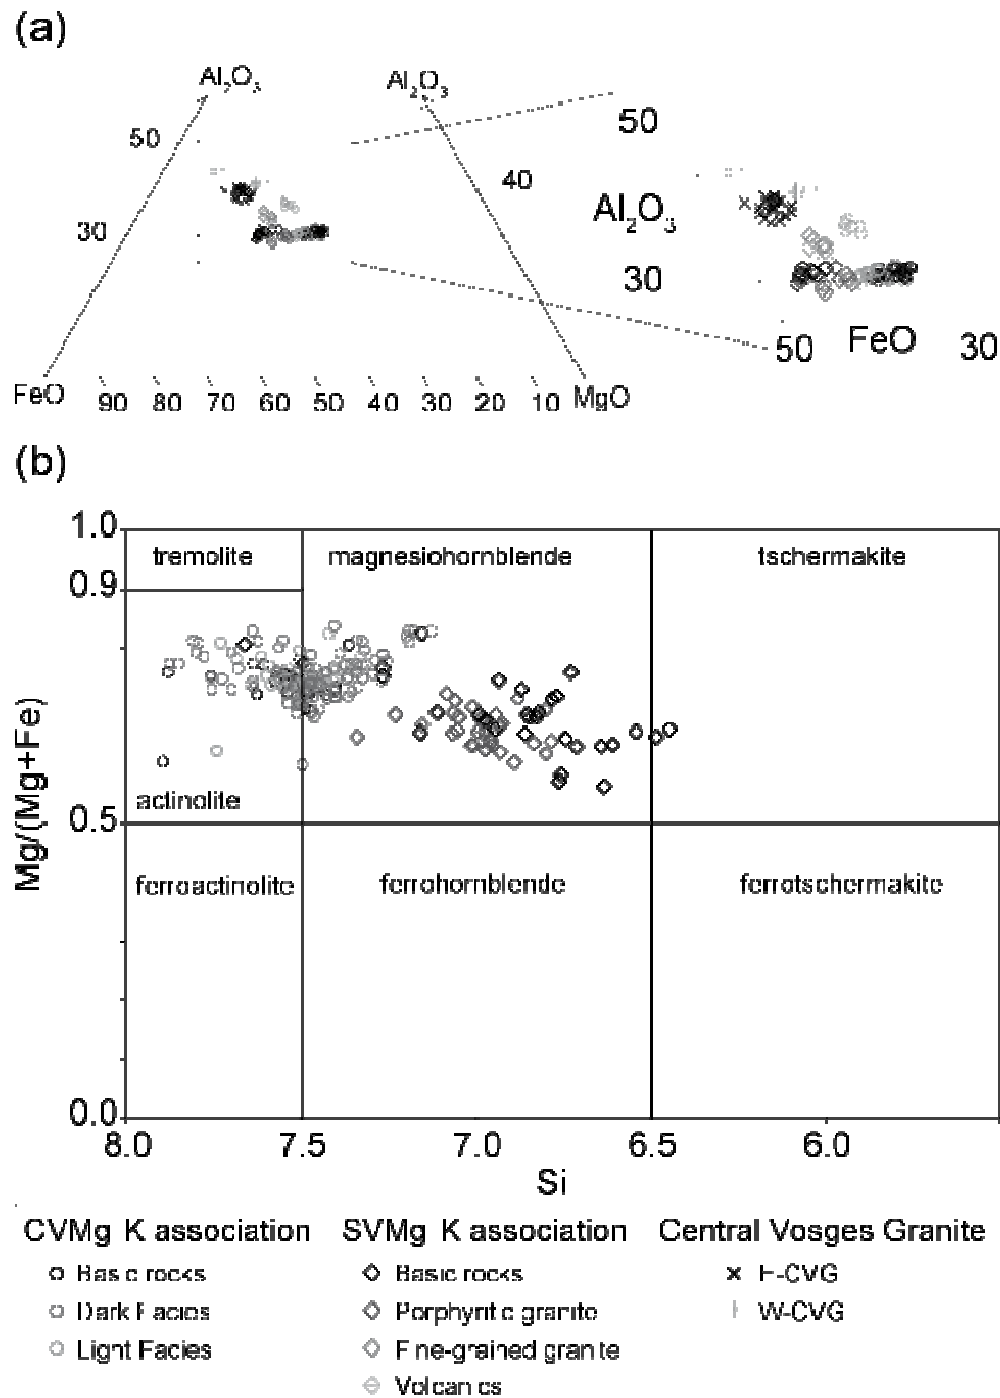 (a)
Al₂O₃ Al₂O₃
50 50
40
Al₂O₃
30 30
50 FeO 30
FeO 90 80 70 60 50 40 30 20 10 MgO
(b)
1.0
tremolite magnesiohornblende tschermakite
0.9
Mg/(Mg+Fe)
actinolite
0.5
ferroactinolite ferrohornblende ferrotschermakite
0.0
8.0 7.5 7.0 6.5 6.0
Si
CVMg K association SVMg K association Central Vosges Granite
Basic rocks Basic rocks -CVG
Dark Facies Porphyritic granite W-CVG
Light Facies Fine-grained granite
Volcanics